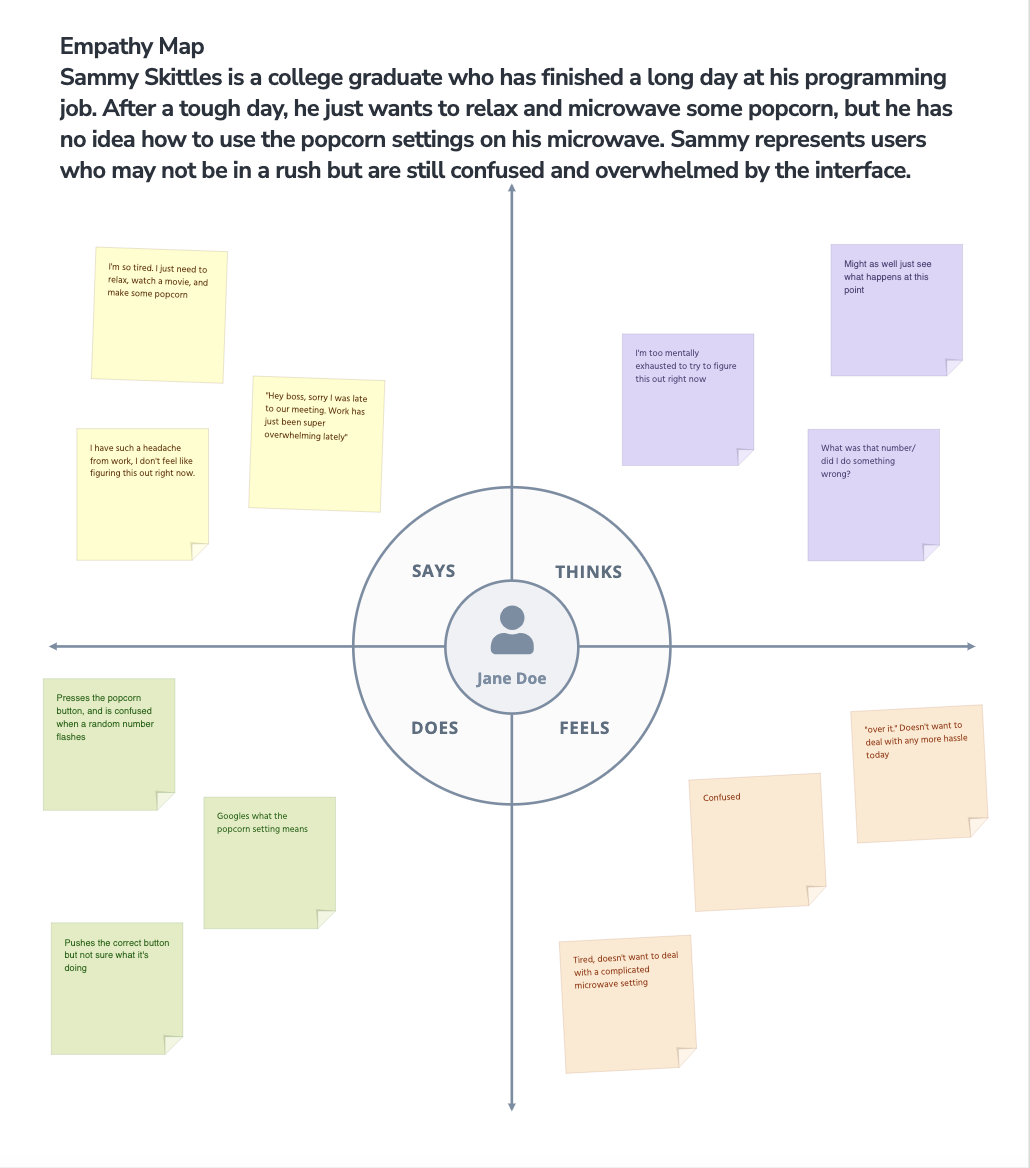 Empathy Map
Sammy Skittles is a college graduate who has finished a long day at his programming
job. After a tough day, he just wants to relax and microwave some popcorn, but he has
no idea how to use the popcorn settings on his microwave. Sammy represents users
who may not be in a rush but are still confused and overwhelmed by the interface.
I'm so tired. I just need to
relax, watch a movie, and
make some popcorn
"Hey boss, sorry I was late
to our meeting. Work has
just been super
overwhelming lately"
I have such a headache
from work, I don't feel like
figuring this out right now.
Might as well just see
what happens at this
point
I'm too mentally
exhausted to try to figure
this out right now
What was that number/
did I do something
wrong?
SAYS
THINKS
Jane Doe
DOES
FEELS
Presses the popcorn
button, and is confused
when a random number
flashes
Googles what the
popcorn setting means
Pushes the correct button
but not sure what it's
doing
"over it." Doesn't want to
deal with any more hassle
today
Confused
Tired, doesn't want to deal
with a complicated
microwave setting